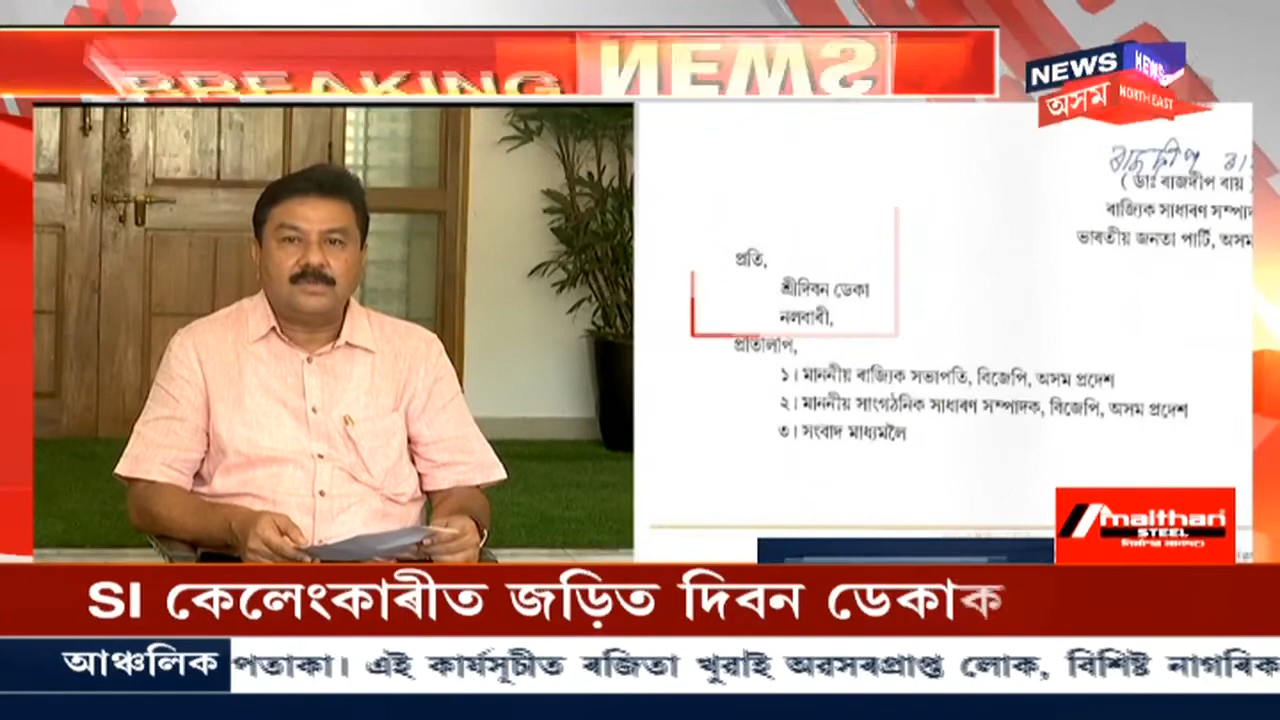 BREAKING NEWS
NEWS NEWS
অসম NORTH EAST
ৰাজদীপ
( ডাঃ ৰাজদীপ ৰায় )
ৰাজ্যিক সাধাৰণ সম্পাদ
ভাৰতীয় জনতা পাৰ্টি, অসম
প্ৰতি,
শ্ৰীদিবন ডেকা
নলবাৰী,
প্ৰতিলিপি,
১। মাননীয় ৰাজ্যিক সভাপতি, বিজেপি, অসম প্ৰদেশ
২। মাননীয় সাংগঠনিক সাধাৰণ সম্পাদক, বিজেপি, অসম প্ৰদেশ
৩। সংবাদ মাধ্যমলৈ
maithan
STEEL
SI কেলেংকাৰীত জড়িত দিবন ডেকাক
আঞ্চলিক পতাকা। এই কাৰ্যসূচীত ৰজিতা খুৰাই অৱসৰপ্ৰাপ্ত লোক, বিশিষ্ট নাগৰিক